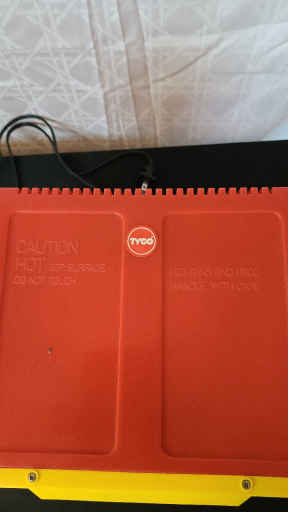 CAUTION
HOT TOP SURFACE
DO NOT TOUCH
TYCO
HANDLE WITH CARE